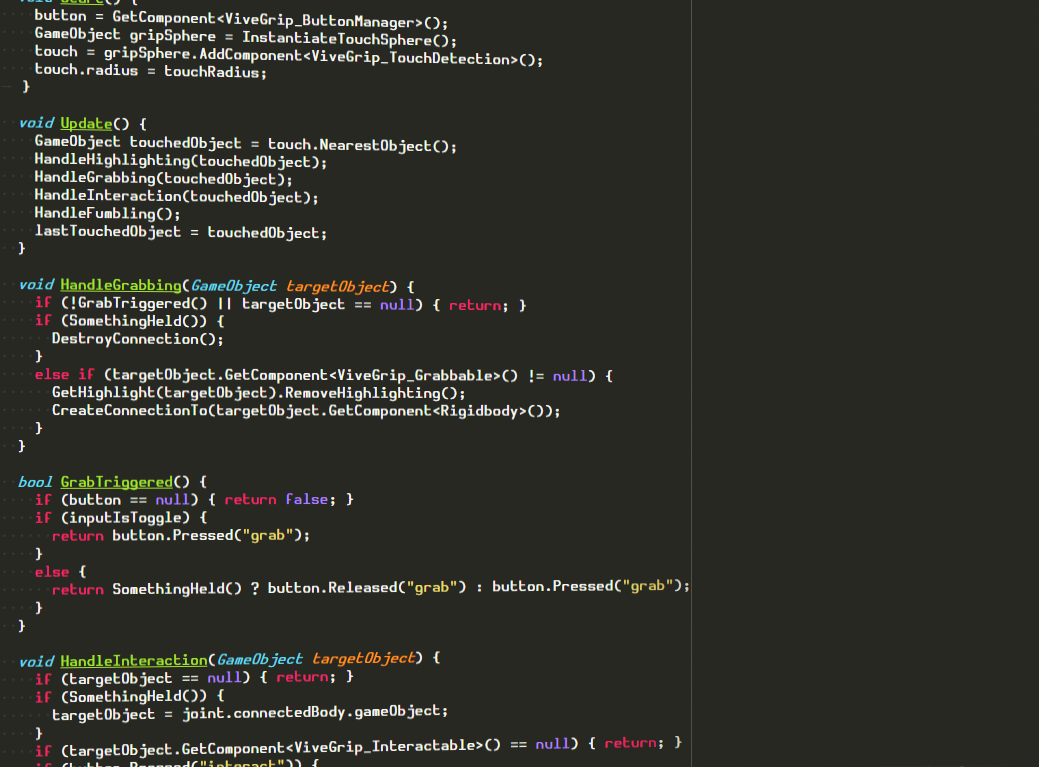 void Start() {
button = GetComponent<ViveGrip_ButtonManager>();
GameObject gripSphere = InstantiateTouchSphere();
touch = gripSphere.AddComponent<ViveGrip_TouchDetection>();
touch.radius = touchRadius;
}
void Update() {
GameObject touchedObject = touch.NearestObject();
HandleHighlighting(touchedObject);
HandleGrabbing(touchedObject);
HandleInteraction(touchedObject);
HandleFumbling();
lastTouchedObject = touchedObject;
}
void HandleGrabbing(GameObject targetObject) {
if (!GrabTriggered() || targetObject == null) { return; }
if (SomethingHeld()) {
DestroyConnection();
}
else if (targetObject.GetComponent<ViveGrip_Grabbable>() != null) {
GetHighlight(targetObject).RemoveHighlighting();
CreateConnectionTo(targetObject.GetComponent<Rigidbody>());
}
}
bool GrabTriggered() {
if (button == null) { return false; }
if (inputIsToggle) {
return button.Pressed("grab");
}
else {
return SomethingHeld() ? button.Released("grab") : button.Pressed("grab");
}
}
void HandleInteraction(GameObject targetObject) {
if (targetObject == null) { return; }
if (SomethingHeld()) {
targetObject = joint.connectedBody.gameObject;
}
if (targetObject.GetComponent<ViveGrip_Interactable>() == null) { return; }
if (button.Pressed("interact")) {